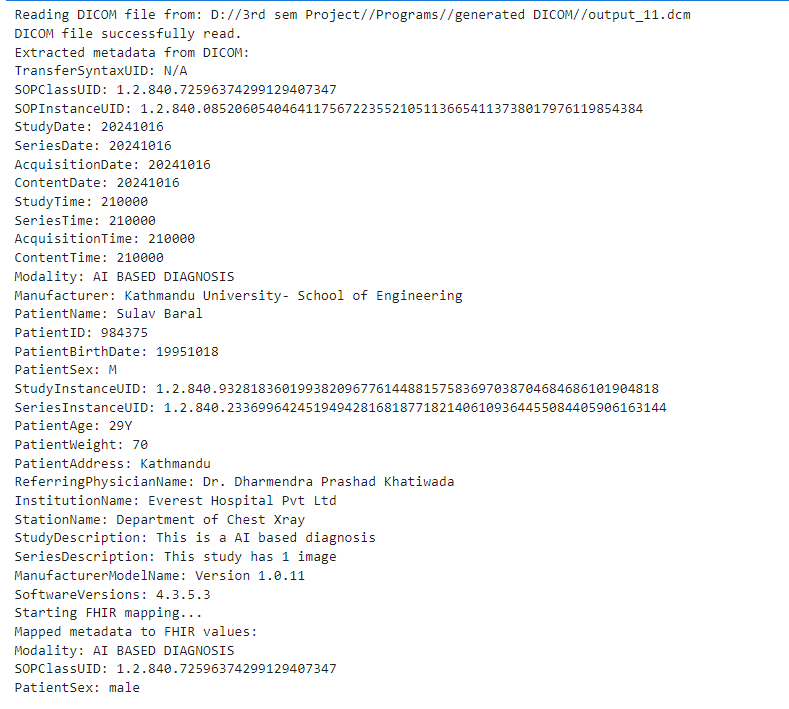 Reading DICOM file from: D://3rd sem Project//Programs//generated DICOM//output_11.dcm
DICOM file successfully read.
Extracted metadata from DICOM:
TransferSyntaxUID: N/A
SOPClassUID: 1.2.840.72596374299129407347
SOPInstanceUID: 1.2.840.08520605404641175672235521051136654113738017976119854384
StudyDate: 20241016
SeriesDate: 20241016
AcquisitionDate: 20241016
ContentDate: 20241016
StudyTime: 210000
SeriesTime: 210000
AcquisitionTime: 210000
ContentTime: 210000
Modality: AI BASED DIAGNOSIS
Manufacturer: Kathmandu University- School of Engineering
PatientName: Sulav Baral
PatientID: 984375
PatientBirthDate: 19951018
PatientSex: M
StudyInstanceUID: 1.2.840.93281836019938209677614488157583697038704684686101904818
SeriesInstanceUID: 1.2.840.23369964245194942816818771821406109364455084405906163144
PatientAge: 29Y
PatientWeight: 70
PatientAddress: Kathmandu
ReferringPhysicianName: Dr. Dharmendra Prashad Khatiwada
InstitutionName: Everest Hospital Pvt Ltd
StationName: Department of Chest Xray
StudyDescription: This is a AI based diagnosis
SeriesDescription: This study has 1 image
ManufacturerModelName: Version 1.0.11
SoftwareVersions: 4.3.5.3
Starting FHIR mapping...
Mapped metadata to FHIR values:
Modality: AI BASED DIAGNOSIS
SOPClassUID: 1.2.840.72596374299129407347
PatientSex: male